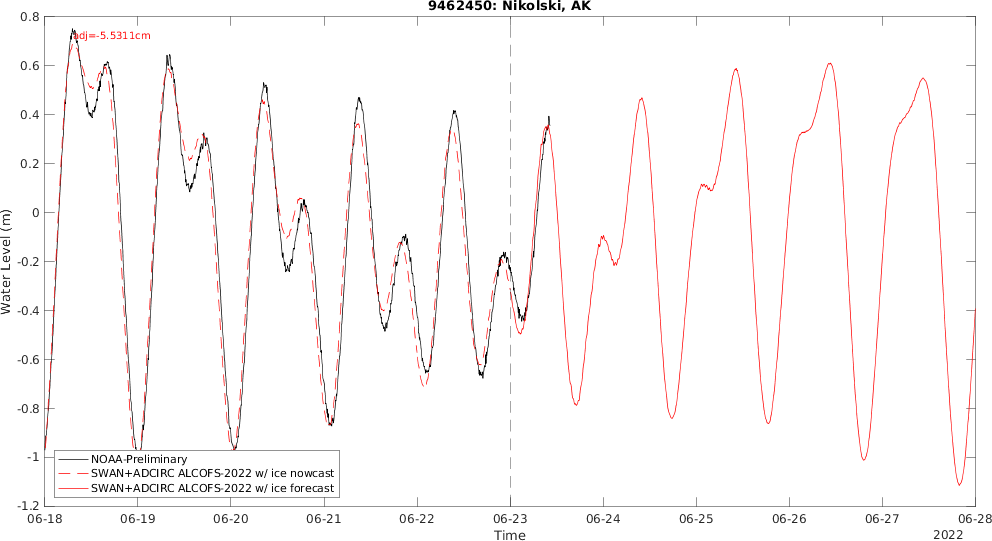 9462450: Nikolski, AK
adj=-5.5311cm
Water Level (m)
0.8
0.6
0.4
0.2
0
-0.2
-0.4
-0.6
-0.8
-1
-1.2
NOAA-Preliminary
SWAN+ADCIRC ALCOFS-2022 w/ ice nowcast
SWAN+ADCIRC ALCOFS-2022 w/ ice forecast
06-18 06-19 06-20 06-21 06-22 06-23 06-24 06-25 06-26 06-27 06-28
Time
2022